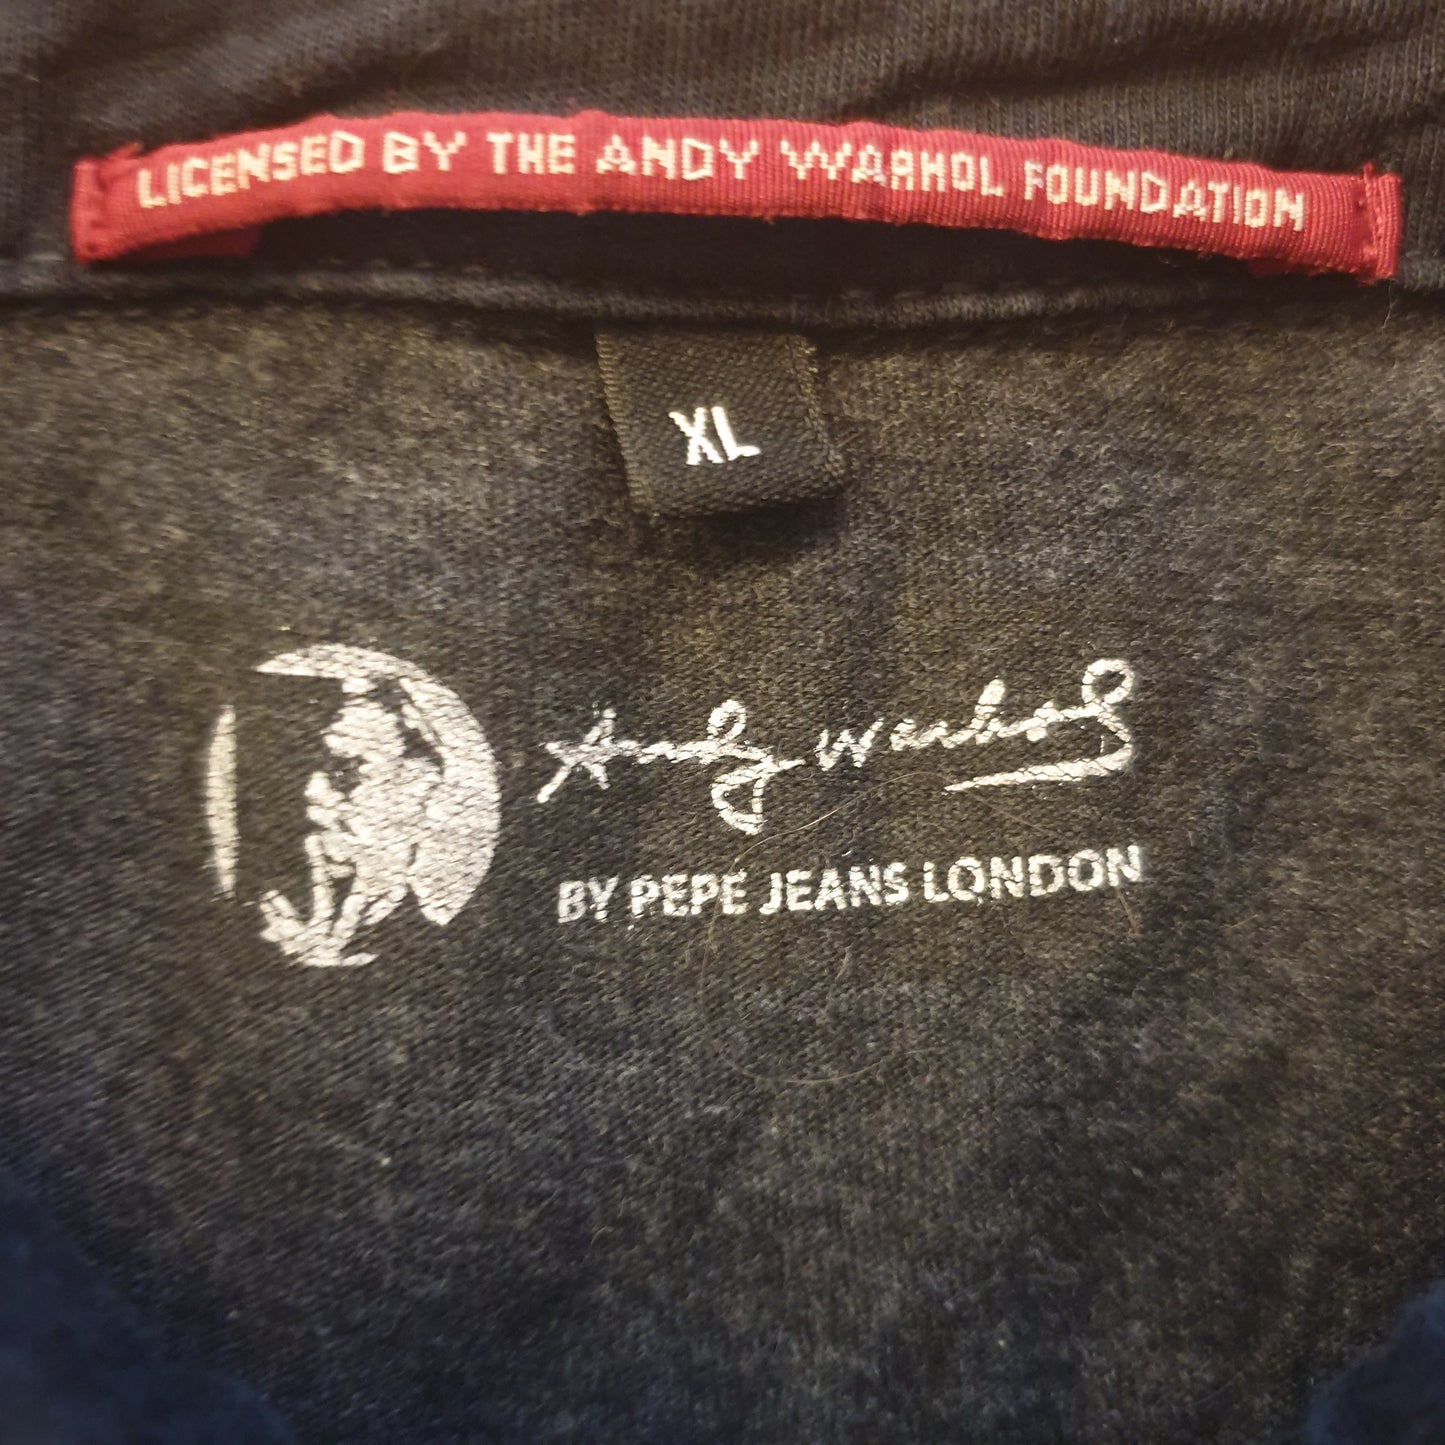 LICENSED BY THE ANDY WARHOL FOUNDATION
XL
Andy Warhol
BY PEPE JEANS LONDON